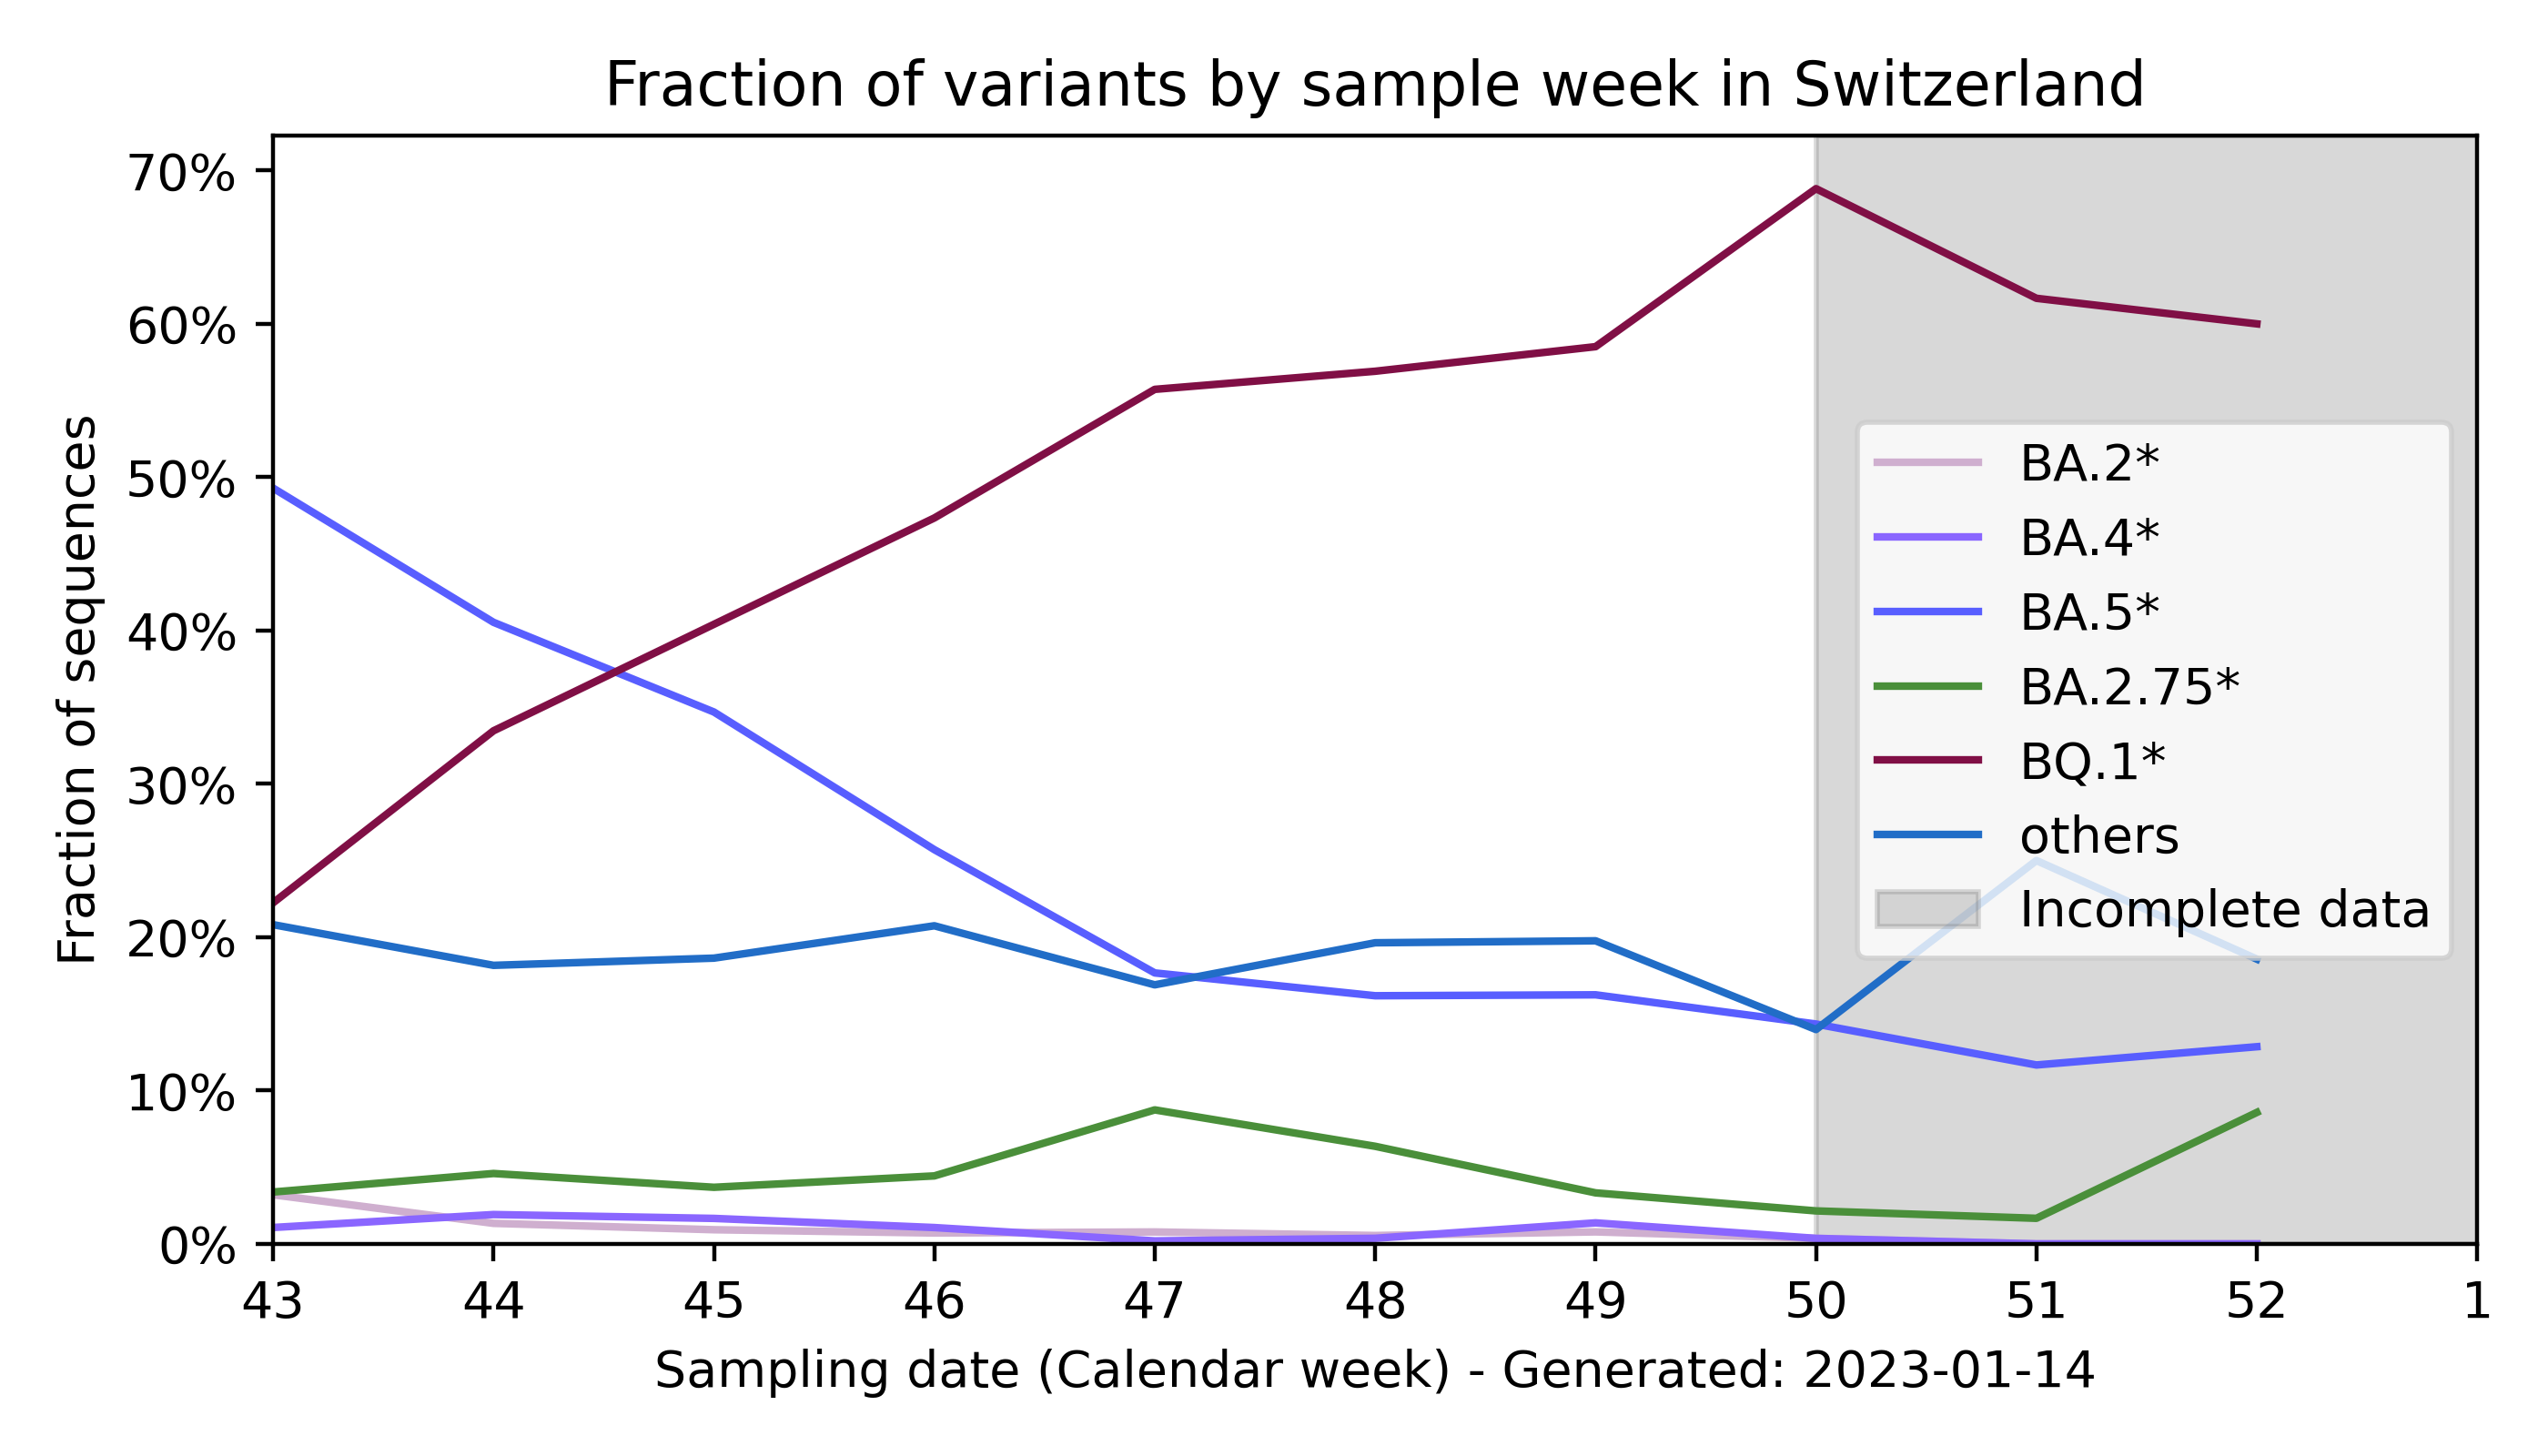 Fraction of variants by sample week in Switzerland
Fraction of sequences
70%
60%
50%
40%
30%
20%
10%
0%
BA.2*
BA.4*
BA.5*
BA.2.75*
BQ.1*
others
Incomplete data
43 44 45 46 47 48 49 50 51 52 1
Sampling date (Calendar week) - Generated: 2023-01-14